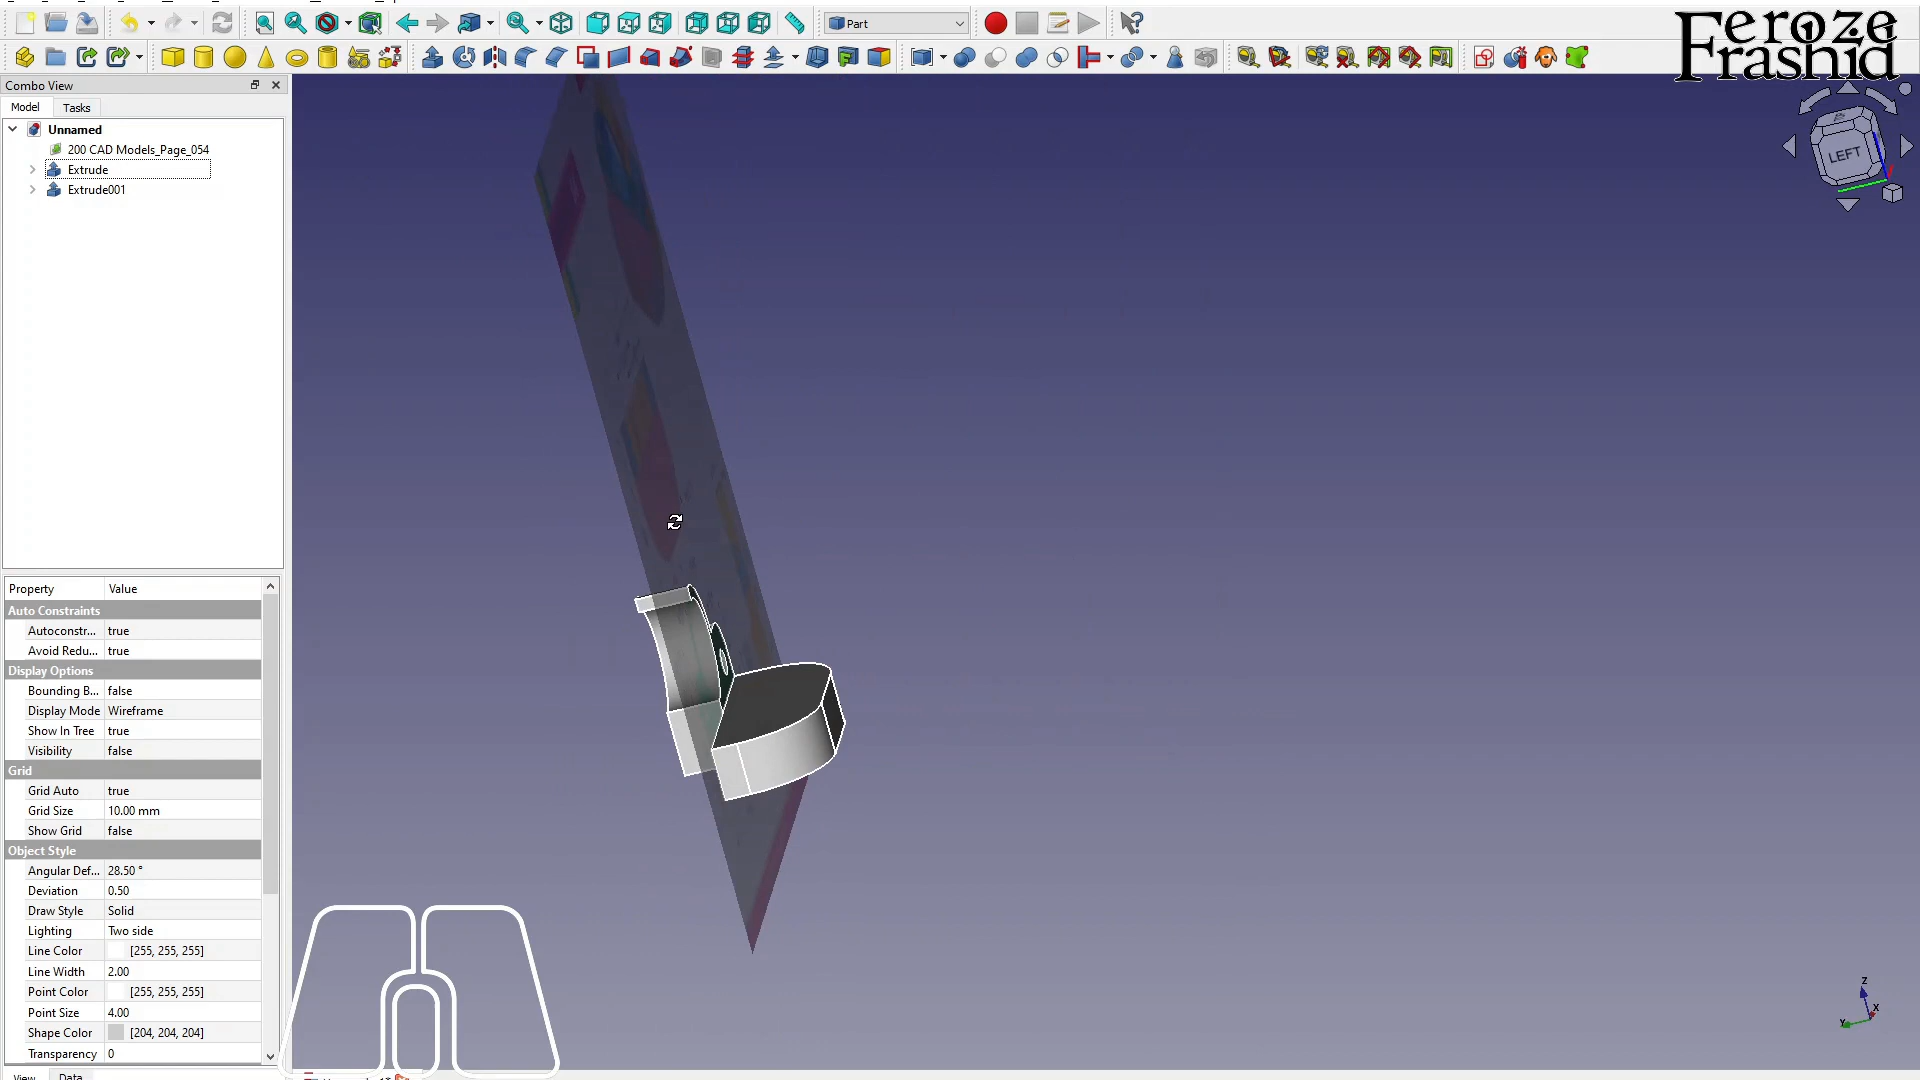 Part
Feroze
Frashid
Combo View
Model
Tasks
Unnamed
200 CAD Models_Page_054
Extrude
Extrude001
LEFT
Property Value
Auto Constraints
Autoconstr... true
Avoid Redu... true
Display Options
Bounding B... false
Display Mode Wireframe
Show In Tree true
Visibility false
Grid
Grid Auto true
Grid Size 10.00 mm
Show Grid false
Object Style
Angular Def... 28.50 °
Deviation 0.50
Draw Style Solid
Lighting Two side
Line Color [255, 255, 255]
Line Width 2.00
Point Color [255, 255, 255]
Point Size 4.00
Shape Color [204, 204, 204]
Transparency 0
View Data
Z
X
Y